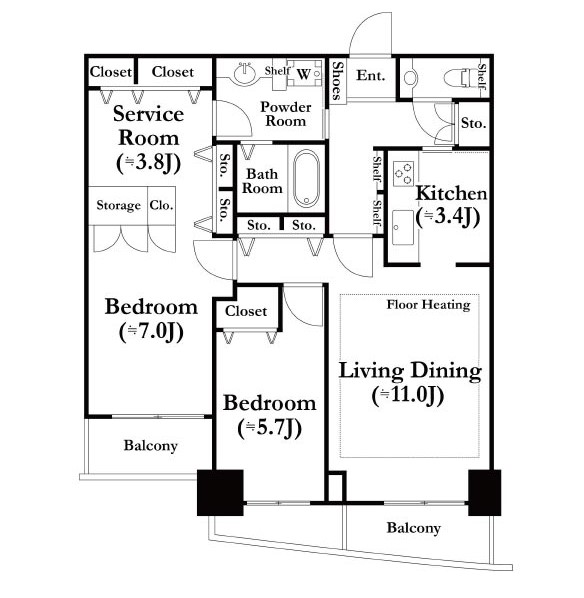 Closet
Closet
Shelf
W
Shoes
Ent.
Shelf
Service
Room
(≒3.8J)
Powder
Room
Sto.
Sto.
Bath
Room
Shelf
Kitchen
(≒3.4J)
Storage
Clo.
Sto.
Sto.
Sto.
Shelf
Bedroom
(≒7.0J)
Closet
Floor Heating
Living Dining
(≒11.0J)
Bedroom
(≒5.7J)
Balcony
Balcony